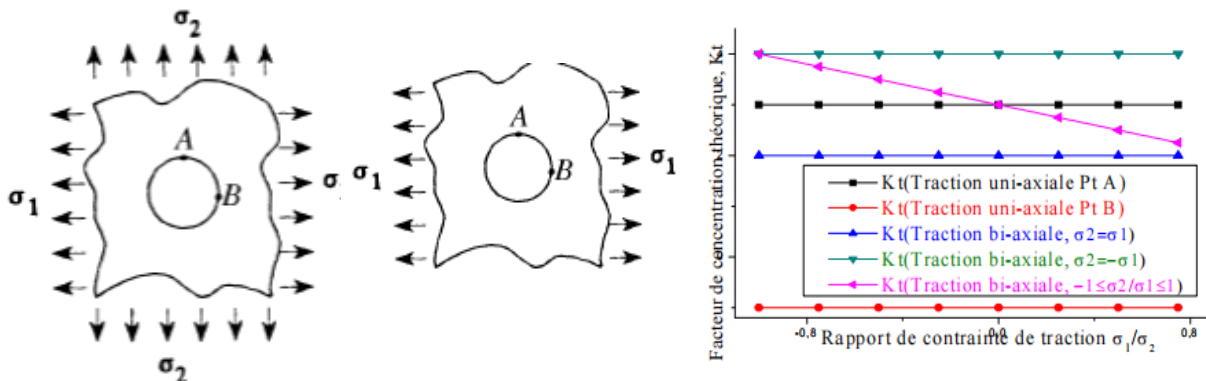 σ2
σ1
A
B
σ
σ2
σ1
A
B
σ1
Facteur de concentration théorique, Kt
Kt(Traction uni-axiale Pt A)
Kt(Traction uni-axiale Pt B)
Kt(Traction bi-axiale, σ2=σ1)
Kt(Traction bi-axiale, σ2=-σ1)
Kt(Traction bi-axiale, -1≤σ2/σ1≤1)
-0,8 0,0 0,8
Rapport de contrainte de traction σ1/σ2